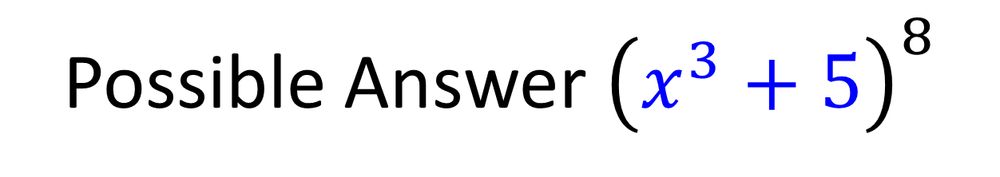 Possible Answer (x³ + 5)⁸